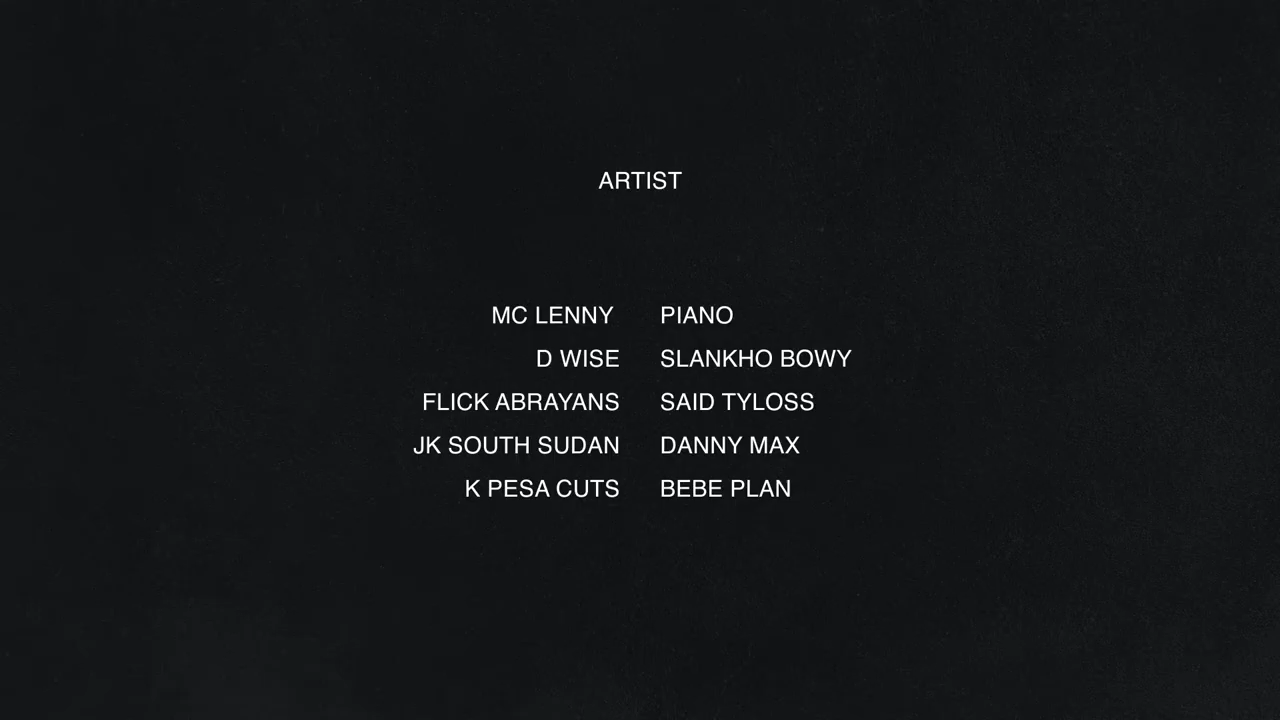 ARTIST
MC LENNY PIANO
D WISE SLANKHO BOWY
FLICK ABRAYANS SAID TYLOSS
JK SOUTH SUDAN DANNY MAX
K PESA CUTS BEBE PLAN